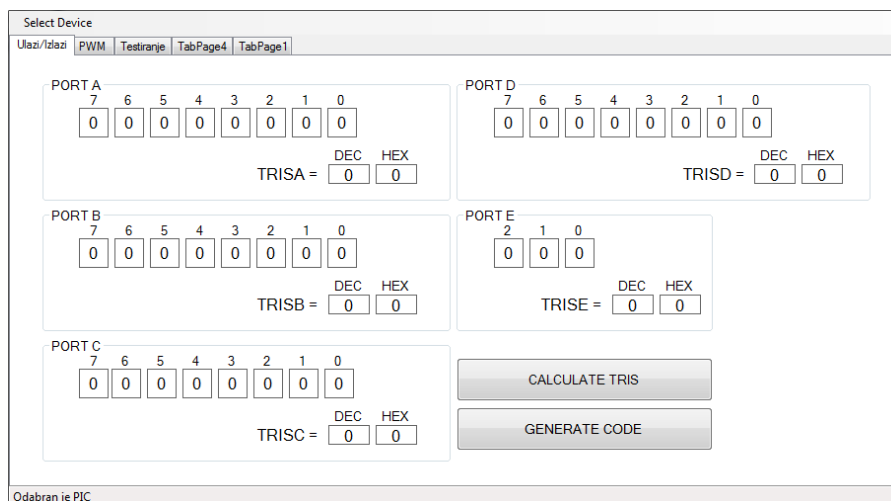 Select Device
Ulazi/Izlazi PWM Testiranje TabPage4 TabPage1
PORT A
7 6 5 4 3 2 1 0
0 0 0 0 0 0 0 0
DEC HEX
TRISA = 0 0
PORT D
7 6 5 4 3 2 1 0
0 0 0 0 0 0 0 0
DEC HEX
TRISD = 0 0
PORT B
7 6 5 4 3 2 1 0
0 0 0 0 0 0 0 0
DEC HEX
TRISB = 0 0
PORT E
2 1 0
0 0 0
DEC HEX
TRISE = 0 0
PORT C
7 6 5 4 3 2 1 0
0 0 0 0 0 0 0 0
DEC HEX
TRISC = 0 0
CALCULATE TRIS
GENERATE CODE
Odabran je PIC